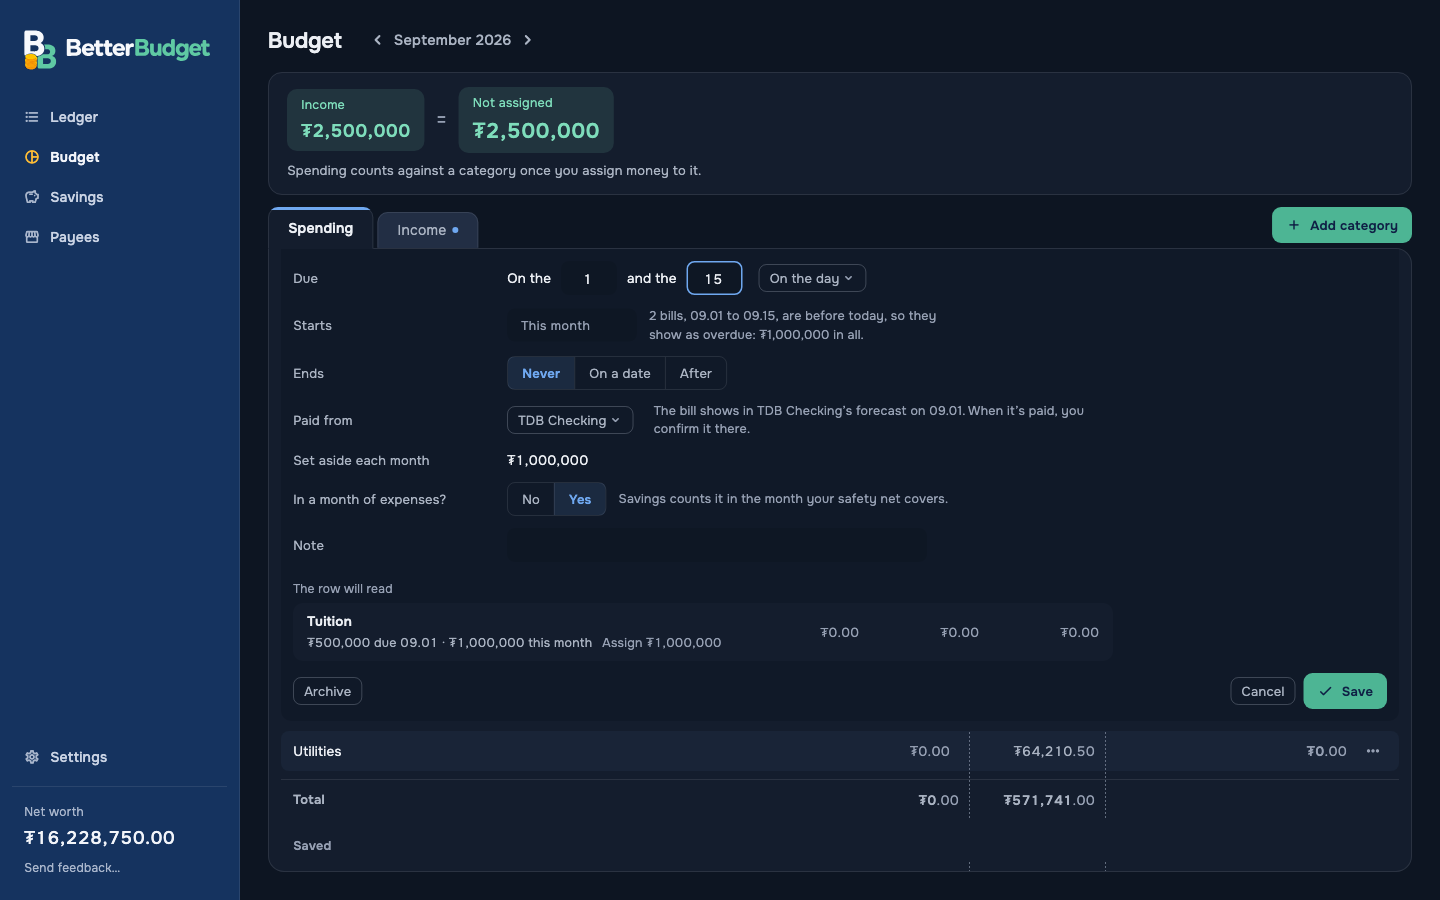 BB BetterBudget
Ledger
Budget
Savings
Payees
Settings
Net worth
₮16,228,750.00
Send feedback...
Budget
September 2026
Income
₮2,500,000
=
Not assigned
₮2,500,000
Spending counts against a category once you assign money to it.
Spending
Income
+ Add category
Due
On the 1 and the 15 On the day
Starts
This month
2 bills, 09.01 to 09.15, are before today, so they
show as overdue: ₮1,000,000 in all.
Ends
Never On a date After
Paid from
TDB Checking
The bill shows in TDB Checking’s forecast on 09.01. When it’s paid, you
confirm it there.
Set aside each month
₮1,000,000
In a month of expenses?
No Yes
Savings counts it in the month your safety net covers.
Note
The row will read
Tuition
₮500,000 due 09.01 · ₮1,000,000 this month Assign ₮1,000,000
₮0.00 ₮0.00 ₮0.00
Archive
Cancel
Save
Utilities ₮0.00 ₮64,210.50 ₮0.00
Total ₮0.00 ₮571,741.00
Saved